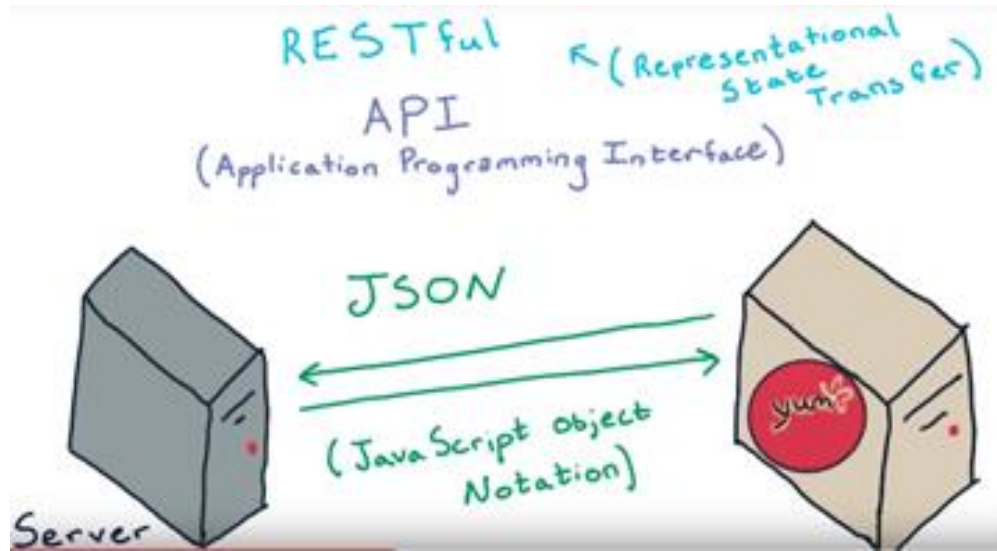 RESTful
(Representational
State
Transfer)
API
(Application Programming Interface)
JSON
yum
(JavaScript Object
Notation)
Server